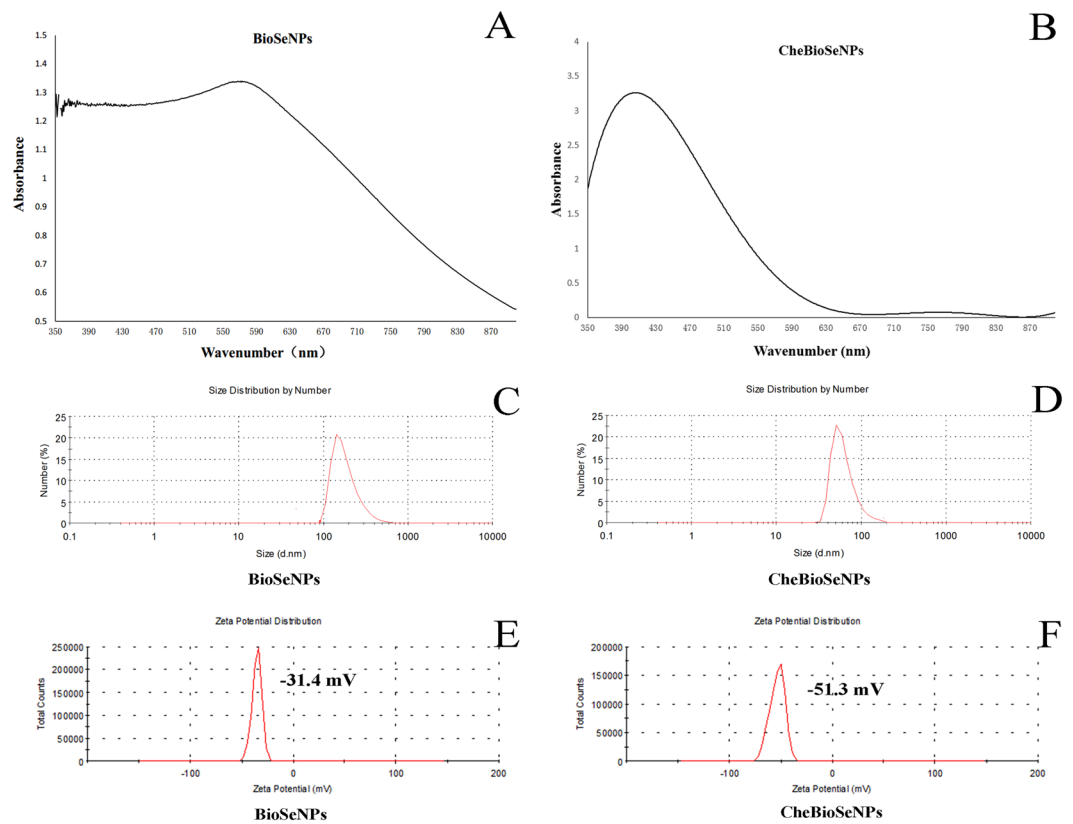 A
BioSeNPs
1.5
1.4
1.3
1.2
1.1
1
0.9
0.8
0.7
0.6
0.5
Absorbance
350 390 430 470 510 550 590 630 670 710 750 790 830 870
Wavenumber（nm）
B
CheBioSeNPs
4
3.5
3
2.5
2
1.5
1
0.5
0
Absorbance
350 390 430 470 510 550 590 630 670 710 750 790 830 870
Wavenumber (nm)
C
Size Distribution by Number
25
20
15
10
5
0
Number (%)
0.1 1 10 100 1000 10000
Size (d.nm)
BioSeNPs
D
Size Distribution by Number
25
20
15
10
5
0
Number (%)
0.1 1 10 100 1000 10000
Size (d.nm)
CheBioSeNPs
E
Zeta Potential Distribution
250000
200000
150000
100000
50000
0
Total Counts
-31.4 mV
-100 0 100 200
Zeta Potential (mV)
BioSeNPs
F
Zeta Potential Distribution
200000
150000
100000
50000
0
Total Counts
-51.3 mV
-100 0 100 200
Zeta Potential (mV)
CheBioSeNPs